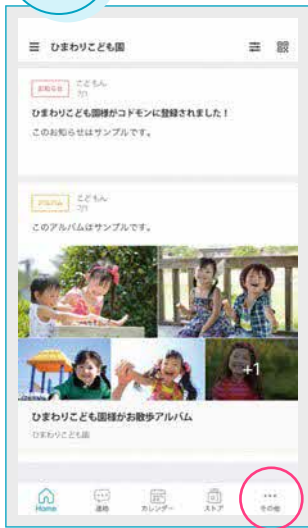 ひまわりこども園
お知らせ
こどもん
7/1
ひまわりこども園様がコドモンに登録されました！
このお知らせはサンプルです。
アルバム
こどもん
7/1
このアルバムはサンプルです。
+1
ひまわりこども園様がお散歩アルバム
ひまわりこども園
Home
連絡
カレンダー
ストア
その他